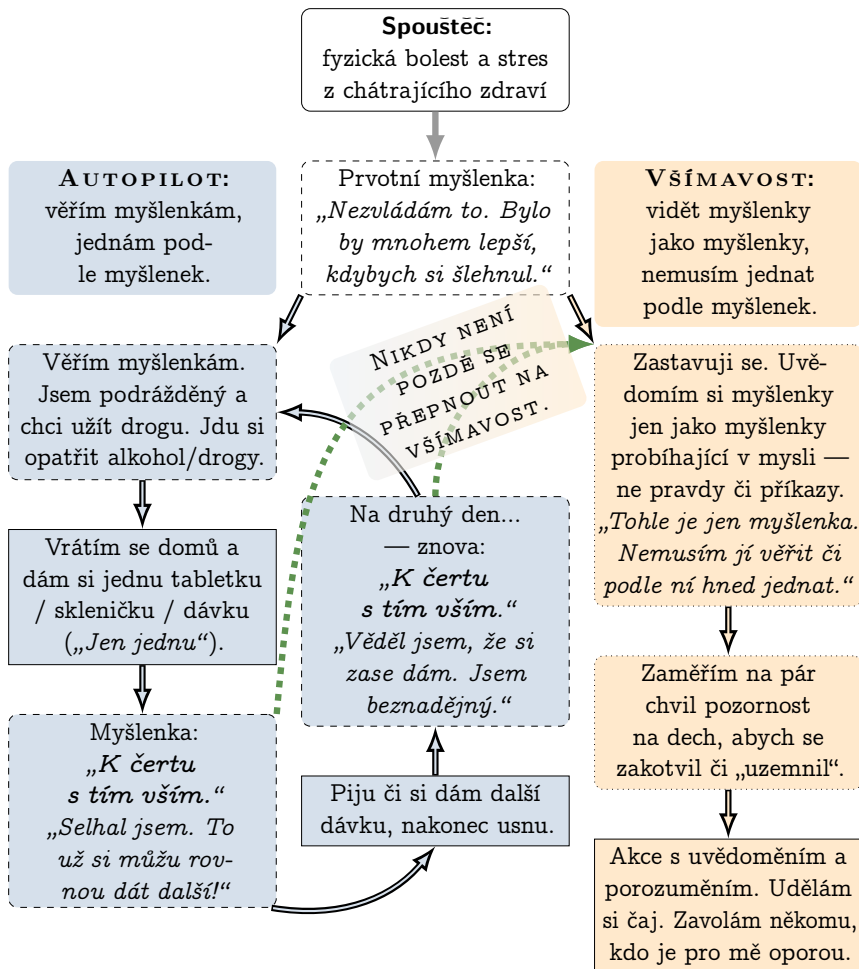 Spouštěč:
fyzická bolest a stres
z chátrajícího zdraví
AUTOPILOT:
věřím myšlenkám,
jednám pod-
le myšlenek.
Prvotní myšlenka:
„Nezvládám to. Bylo
by mnohem lepší,
kdybych si šlehnul.“
VŠÍMAVOST:
vidět myšlenky
jako myšlenky,
nemusím jednat
podle myšlenek.
NIKDY NENÍ
POZDĚ SE
PŘEPNOUT NA
VŠÍMAVOST.
Věřím myšlenkám.
Jsem podrážděný a
chci užít drogu. Jdu si
opatřit alkohol/drogy.
Vrátím se domů a
dám si jednu tabletku
/ skleničku / dávku
(„Jen jednu“).
Myšlenka:
„K čertu
s tím vším.“
„Selhal jsem. To
už si můžu rov-
nou dát další!“
Piju či si dám další
dávku, nakonec usnu.
Na druhý den...
— znova:
„K čertu
s tím vším.“
„Věděl jsem, že si
zase dám. Jsem
beznadějný.“
Zastavuji se. Uvě-
domím si myšlenky
jen jako myšlenky
probíhající v mysli —
ne pravdy či příkazy.
„Tohle je jen myšlenka.
Nemusím jí věřit či
podle ní hned jednat.“
Zaměřím na pár
chvil pozornost
na dech, abych se
zakotvil či „uzemnil“.
Akce s uvědoměním a
porozuměním. Udělám
si čaj. Zavolám někomu,
kdo je pro mě oporou.